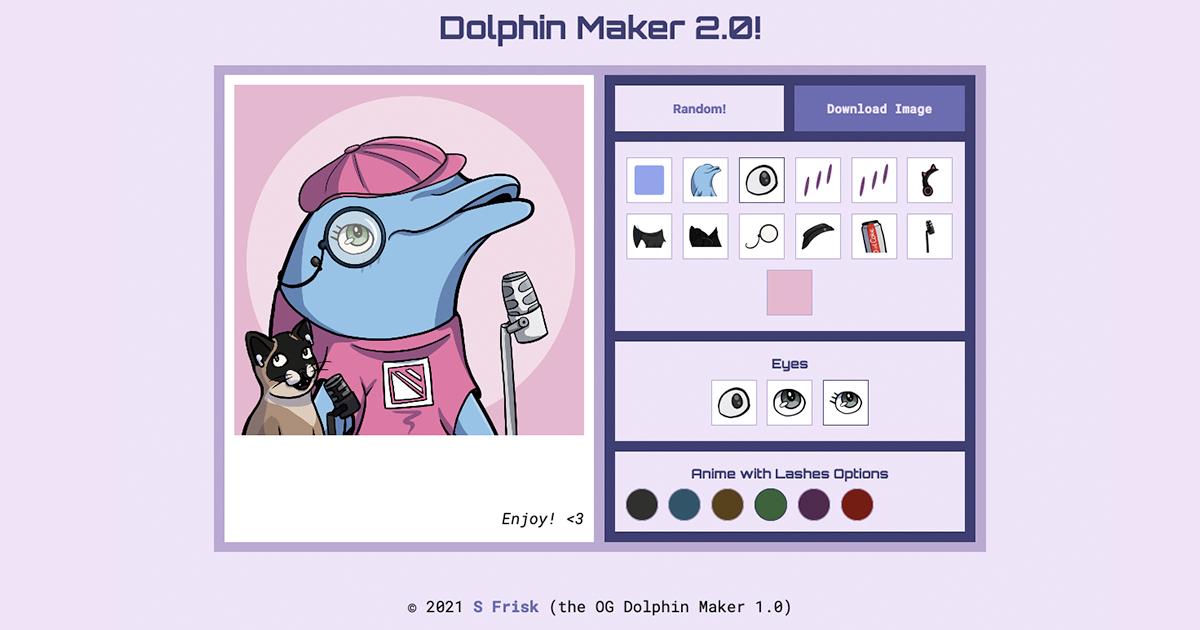 Dolphin Maker 2.0!
Random!
Download Image
Eyes
Anime with Lashes Options
Enjoy! <3
© 2021 S Frisk (the OG Dolphin Maker 1.0)